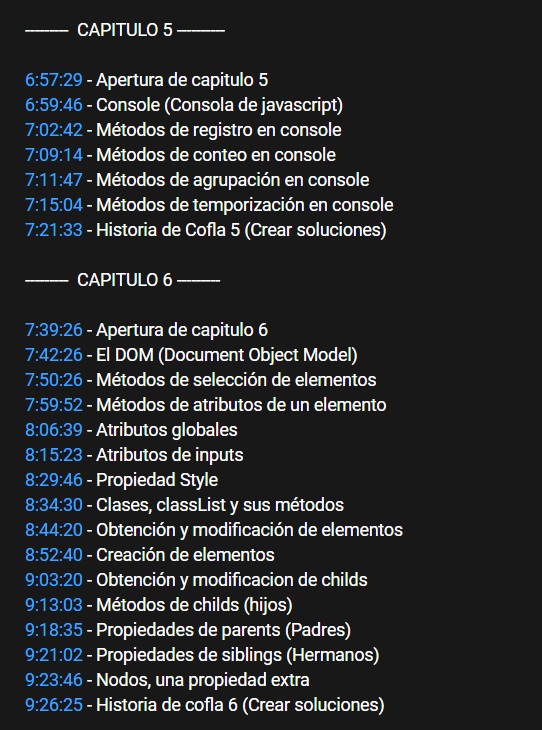 --------- CAPITULO 5 ----------
6:57:29 - Apertura de capitulo 5
6:59:46 - Console (Consola de javascript)
7:02:42 - Métodos de registro en console
7:09:14 - Métodos de conteo en console
7:11:47 - Métodos de agrupación en console
7:15:04 - Métodos de temporización en console
7:21:33 - Historia de Cofla 5 (Crear soluciones)
--------- CAPITULO 6 ---------
7:39:26 - Apertura de capitulo 6
7:42:26 - El DOM (Document Object Model)
7:50:26 - Métodos de selección de elementos
7:59:52 - Métodos de atributos de un elemento
8:06:39 - Atributos globales
8:15:23 - Atributos de inputs
8:29:46 - Propiedad Style
8:34:30 - Clases, classList y sus métodos
8:44:20 - Obtención y modificación de elementos
8:52:40 - Creación de elementos
9:03:20 - Obtención y modificacion de childs
9:13:03 - Métodos de childs (hijos)
9:18:35 - Propiedades de parents (Padres)
9:21:02 - Propiedades de siblings (Hermanos)
9:23:46 - Nodos, una propiedad extra
9:26:25 - Historia de cofla 6 (Crear soluciones)